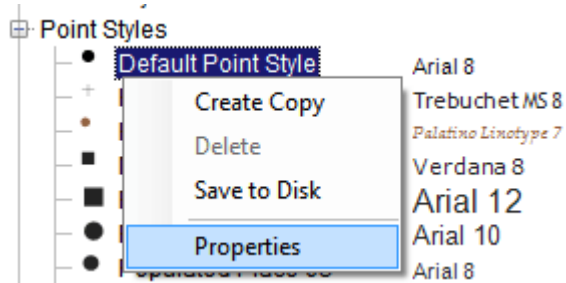 Point Styles
Default Point Style Arial 8
Create Copy Trebuchet MS 8
Delete Palatino Linotype 7
Verdana 8
Save to Disk Arial 12
Properties Arial 10
Arial 8